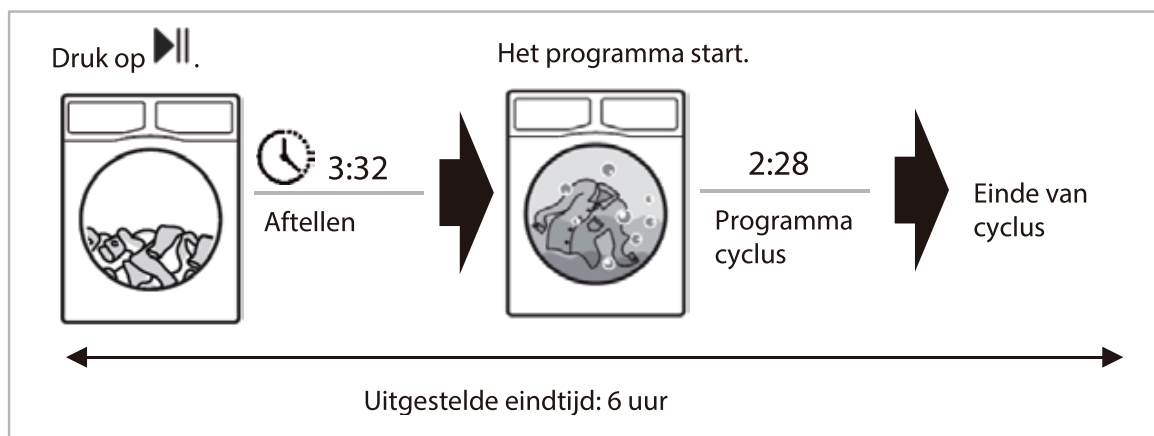 Druk op ▶II.
Het programma start.
3:32
Aftellen
2:28
Programma
cyclus
Einde van
cyclus
Uitgestelde eindtijd: 6 uur